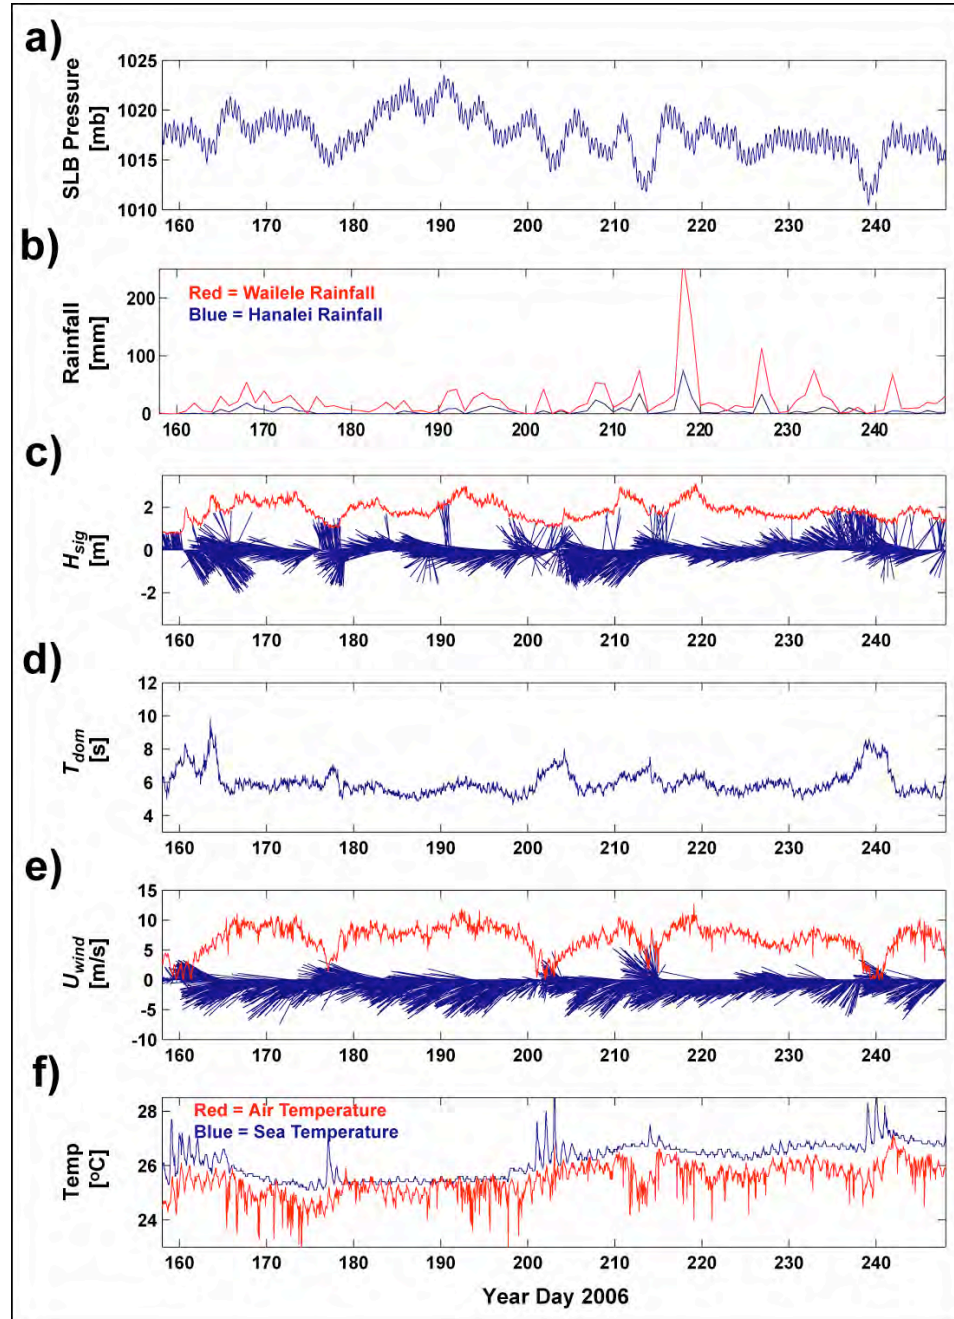 a)
SLB Pressure
[mb]
1025
1020
1015
1010
160 170 180 190 200 210 220 230 240
b)
Rainfall
[mm]
200
100
0
Red = Wailele Rainfall
Blue = Hanalei Rainfall
160 170 180 190 200 210 220 230 240
c)
Hsig
[m]
2
0
-2
160 170 180 190 200 210 220 230 240
d)
Tdom
[s]
12
10
8
6
4
160 170 180 190 200 210 220 230 240
e)
Uwind
[m/s]
15
10
5
0
-5
-10
160 170 180 190 200 210 220 230 240
f)
Temp
[oC]
28
26
24
Red = Air Temperature
Blue = Sea Temperature
160 170 180 190 200 210 220 230 240
Year Day 2006